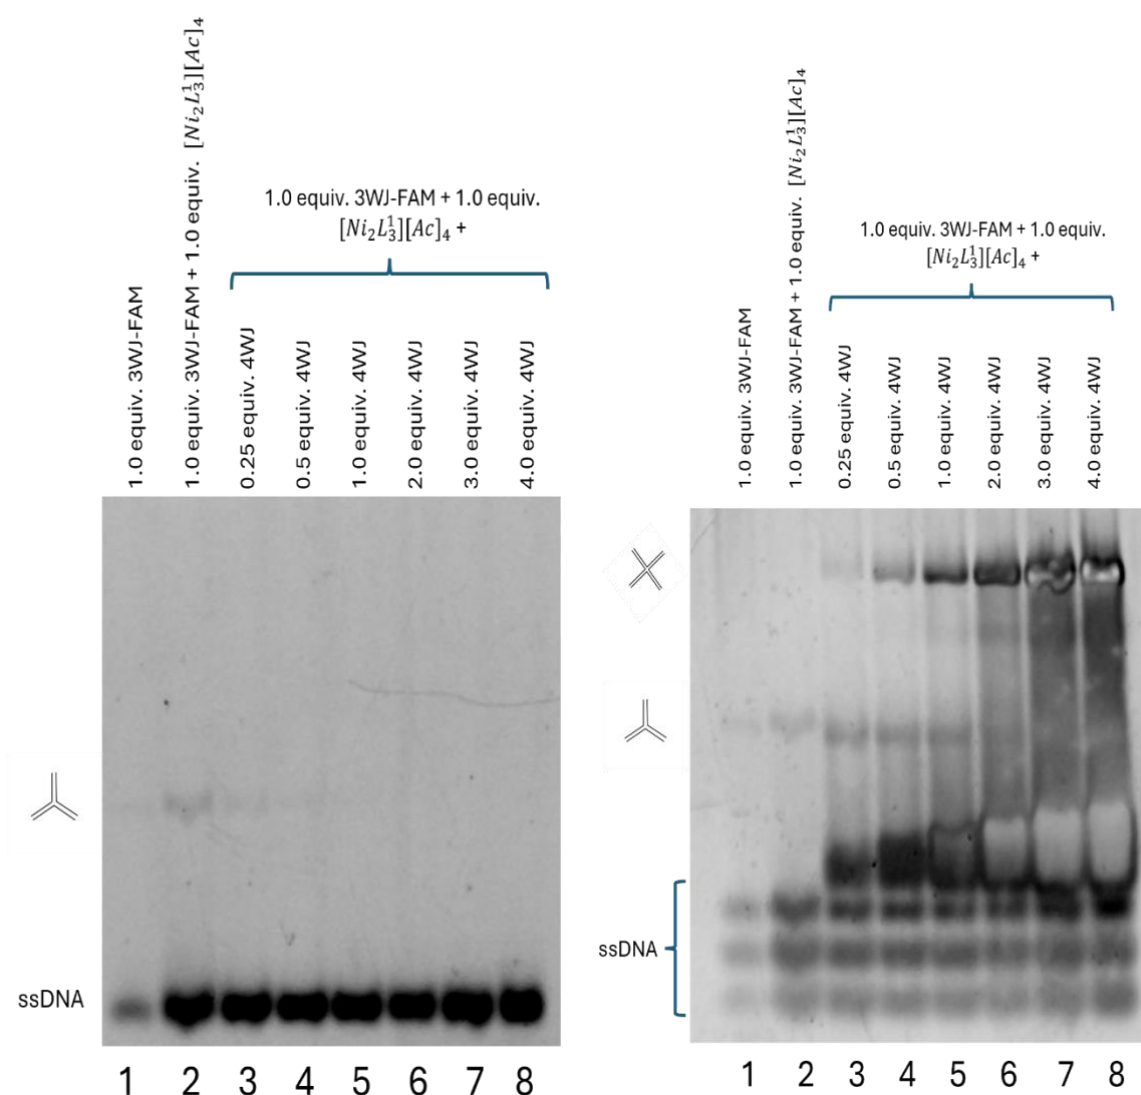 1.0 equiv. 3WJ-FAM
1.0 equiv. 3WJ-FAM + 1.0 equiv. [Ni₂L₃¹][Ac]₄
1.0 equiv. 3WJ-FAM + 1.0 equiv.
[Ni₂L₃¹][Ac]₄ +
0.25 equiv. 4WJ
0.5 equiv. 4WJ
1.0 equiv. 4WJ
2.0 equiv. 4WJ
3.0 equiv. 4WJ
4.0 equiv. 4WJ
ssDNA
1 2 3 4 5 6 7 8
1.0 equiv. 3WJ-FAM
1.0 equiv. 3WJ-FAM + 1.0 equiv. [Ni₂L₃¹][Ac]₄
1.0 equiv. 3WJ-FAM + 1.0 equiv.
[Ni₂L₃¹][Ac]₄ +
0.25 equiv. 4WJ
0.5 equiv. 4WJ
1.0 equiv. 4WJ
2.0 equiv. 4WJ
3.0 equiv. 4WJ
4.0 equiv. 4WJ
ssDNA
1 2 3 4 5 6 7 8